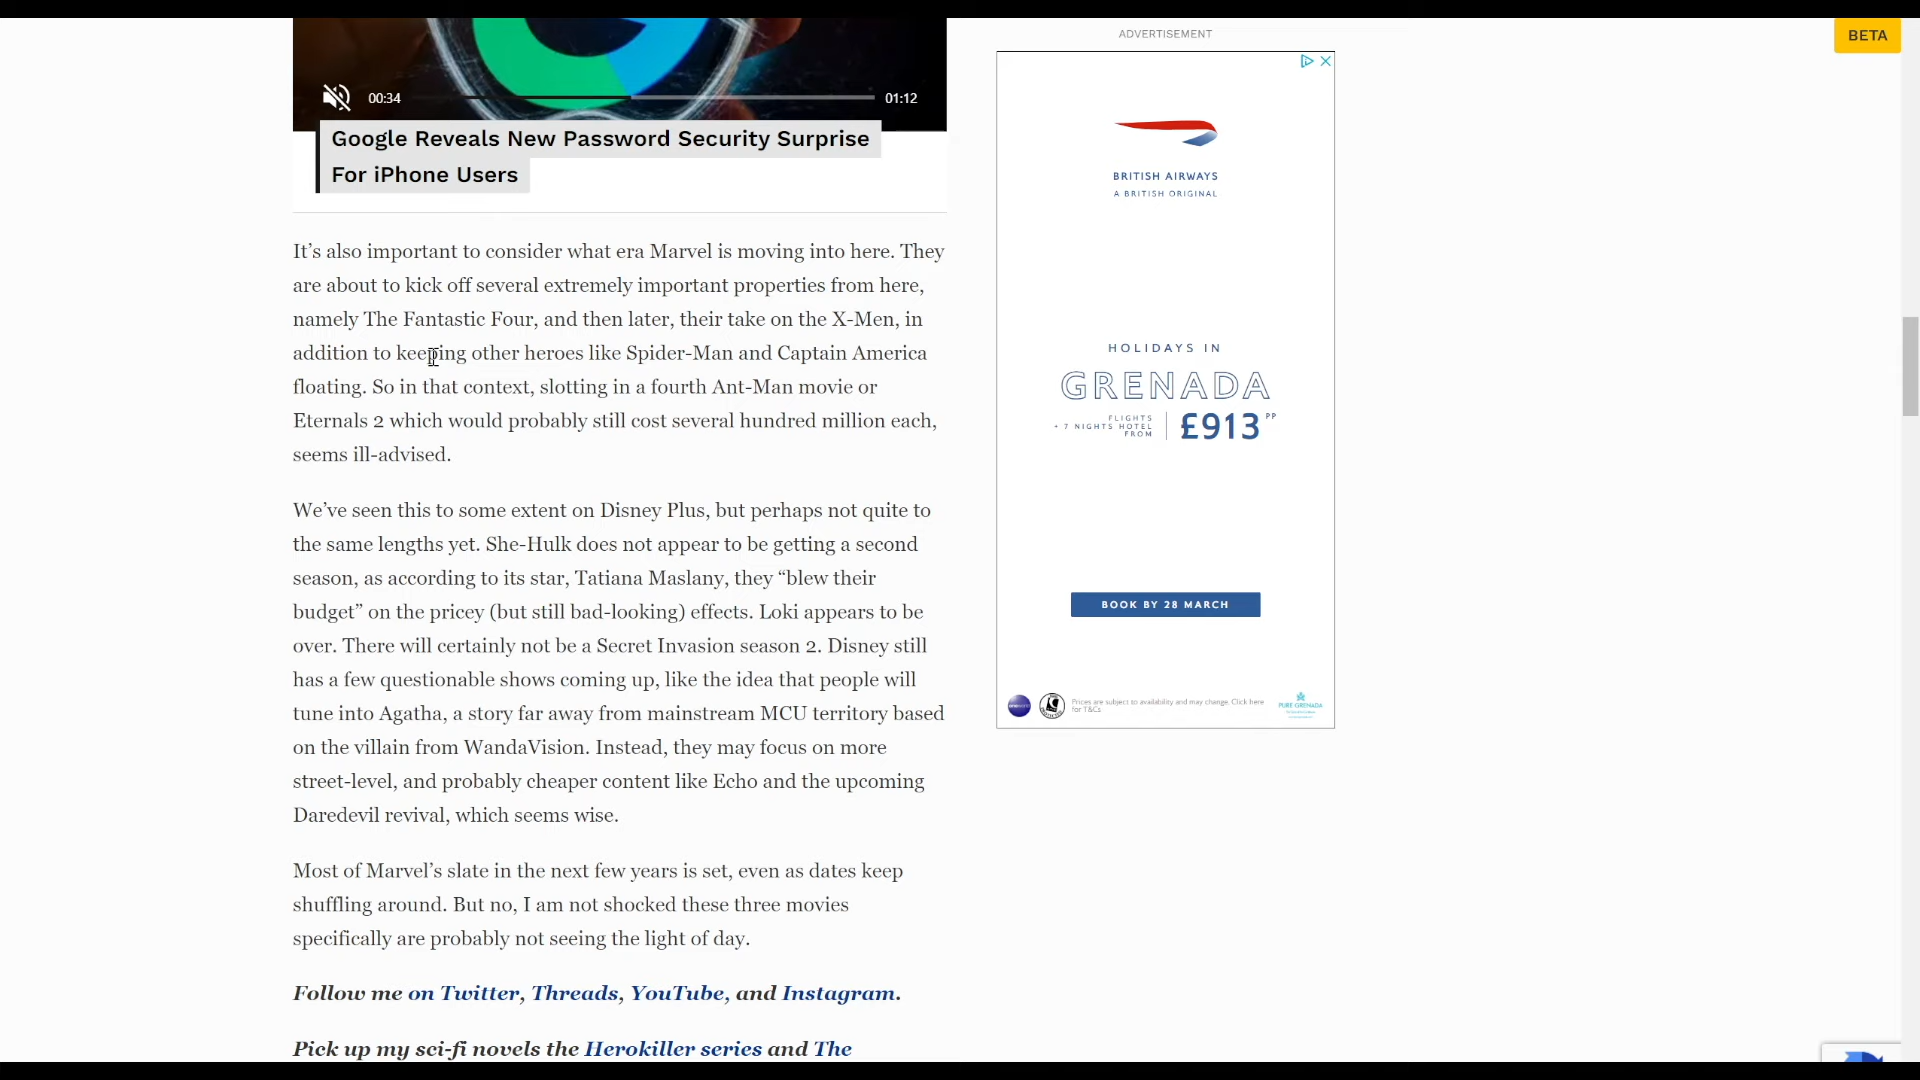 ADVERTISEMENT
BETA
00:34
01:12
Google Reveals New Password Security Surprise
For iPhone Users
It’s also important to consider what era Marvel is moving into here. They
are about to kick off several extremely important properties from here,
namely The Fantastic Four, and then later, their take on the X-Men, in
addition to keeping other heroes like Spider-Man and Captain America
floating. So in that context, slotting in a fourth Ant-Man movie or
Eternals 2 which would probably still cost several hundred million each,
seems ill-advised.
We’ve seen this to some extent on Disney Plus, but perhaps not quite to
the same lengths yet. She-Hulk does not appear to be getting a second
season, as according to its star, Tatiana Maslany, they “blew their
budget” on the pricey (but still bad-looking) effects. Loki appears to be
over. There will certainly not be a Secret Invasion season 2. Disney still
has a few questionable shows coming up, like the idea that people will
tune into Agatha, a story far away from mainstream MCU territory based
on the villain from WandaVision. Instead, they may focus on more
street-level, and probably cheaper content like Echo and the upcoming
Daredevil revival, which seems wise.
Most of Marvel’s slate in the next few years is set, even as dates keep
shuffling around. But no, I am not shocked these three movies
specifically are probably not seeing the light of day.
Follow me on Twitter, Threads, YouTube, and Instagram.
Pick up my sci-fi novels the Herokiller series and The
BRITISH AIRWAYS
A BRITISH ORIGINAL
HOLIDAYS IN
GRENADA
FLIGHTS
+ 7 NIGHTS HOTEL
FROM
£913 PP
BOOK BY 28 MARCH
Prices are subject to availability and may change. Click here
for T&Cs
PURE GRENADA